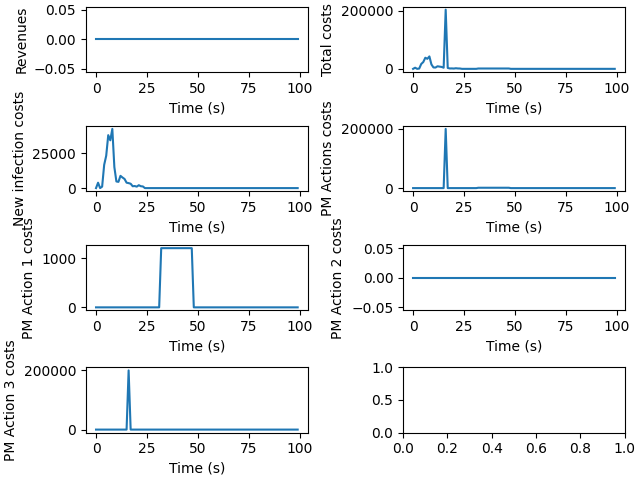 Revenues
0.05
0.00
−0.05
0 25 50 75 100
Time (s)
Total costs
200000
0
0 25 50 75 100
Time (s)
New infection costs
25000
0
0 25 50 75 100
Time (s)
PM Actions costs
200000
0
0 25 50 75 100
Time (s)
PM Action 1 costs
1000
0
0 25 50 75 100
Time (s)
PM Action 2 costs
0.05
0.00
−0.05
0 25 50 75 100
Time (s)
PM Action 3 costs
200000
0
0 25 50 75 100
Time (s)
1.0
0.5
0.0
0.0 0.2 0.4 0.6 0.8 1.0